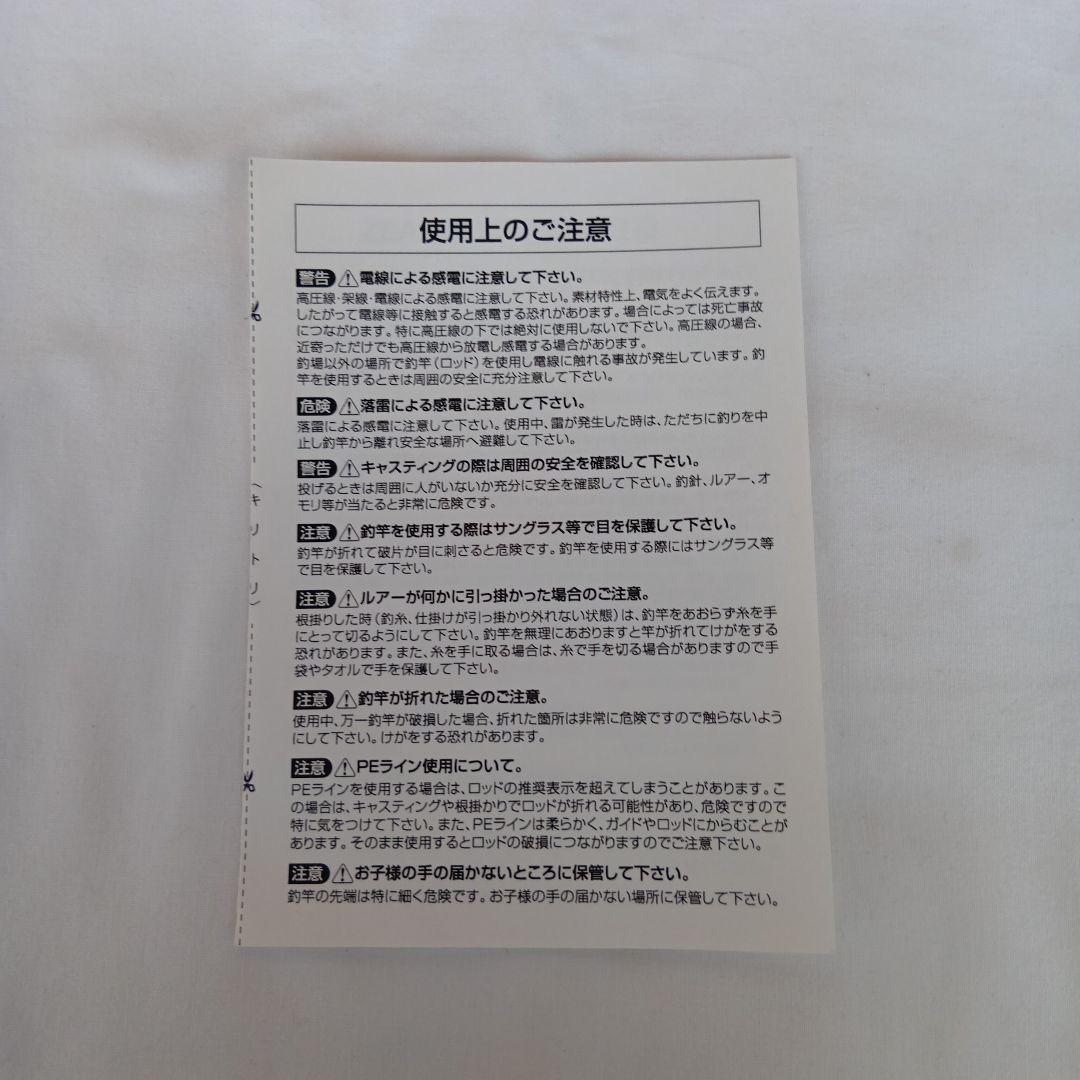 使用上のご注意
警告 ⚠ 電線による感電に注意して下さい。
高圧線・架線・電線による感電に注意して下さい。素材特性上、電気をよく伝えます。
したがって電線等に接触すると感電する恐れがあります。場合によっては死亡事故
につながります。特に高圧線の下では絶対に使用しないで下さい。高圧線の場合、
近寄っただけでも高圧線から放電し感電する場合があります。
釣場以外の場所で釣竿（ロッド）を使用し電線に触れる事故が発生しています。釣
竿を使用するときは周囲の安全に充分注意して下さい。
危険 ⚠ 落雷による感電に注意して下さい。
落雷による感電に注意して下さい。使用中、雷が発生した時は、ただちに釣りを中
止し釣竿から離れ安全な場所へ避難して下さい。
警告 ⚠ キャスティングの際は周囲の安全を確認して下さい。
投げるときは周囲に人がいないか充分に安全を確認して下さい。釣針、ルアー、オ
モリ等が当たると非常に危険です。
注意 ⚠ 釣竿を使用する際はサングラス等で目を保護して下さい。
釣竿が折れて破片が目に刺さると危険です。釣竿を使用する際にはサングラス等
で目を保護して下さい。
注意 ⚠ ルアーが何かに引っ掛かった場合のご注意。
根掛りした時（釣糸、仕掛けが引っ掛かり外れない状態）は、釣竿をあおらず糸を手
にとって切るようにして下さい。釣竿を無理にあおりますと竿が折れてけがをする
恐れがあります。また、糸を手に取る場合は、糸で手を切る場合がありますので手
袋やタオルで手を保護して下さい。
注意 ⚠ 釣竿が折れた場合のご注意。
使用中、万一釣竿が破損した場合、折れた箇所は非常に危険ですので触らないよう
にして下さい。けがをする恐れがあります。
注意 ⚠ PEライン使用について。
PEラインを使用する場合は、ロッドの推奨表示を超えてしまうことがあります。こ
の場合は、キャスティングや根掛かりでロッドが折れる可能性があり、危険ですので
特に気をつけて下さい。また、PEラインは柔らかく、ガイドやロッドにからむことが
あります。そのまま使用するとロッドの破損につながりますのでご注意下さい。
注意 ⚠ お子様の手の届かないところに保管して下さい。
釣竿の先端は特に細く危険です。お子様の手の届かない場所に保管して下さい。
（キリトリ）